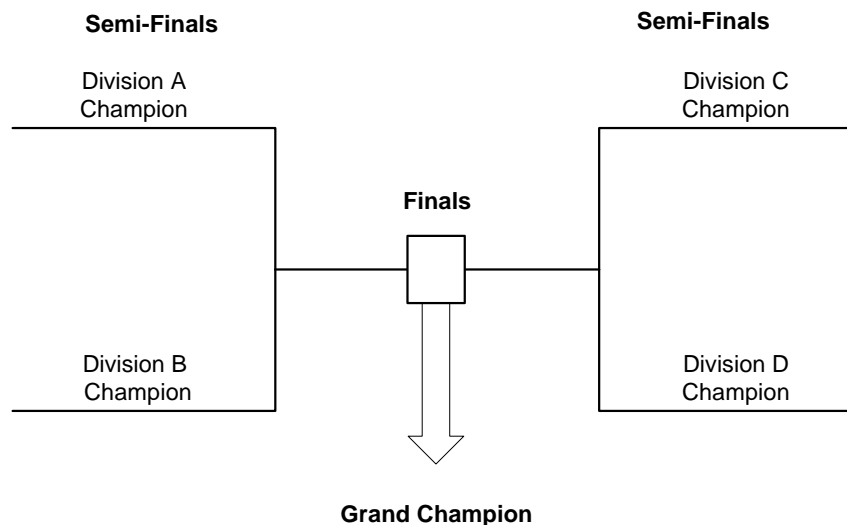 Semi-Finals
Semi-Finals
Division A
Champion
Division C
Champion
Finals
Division B
Champion
Division D
Champion
Grand Champion